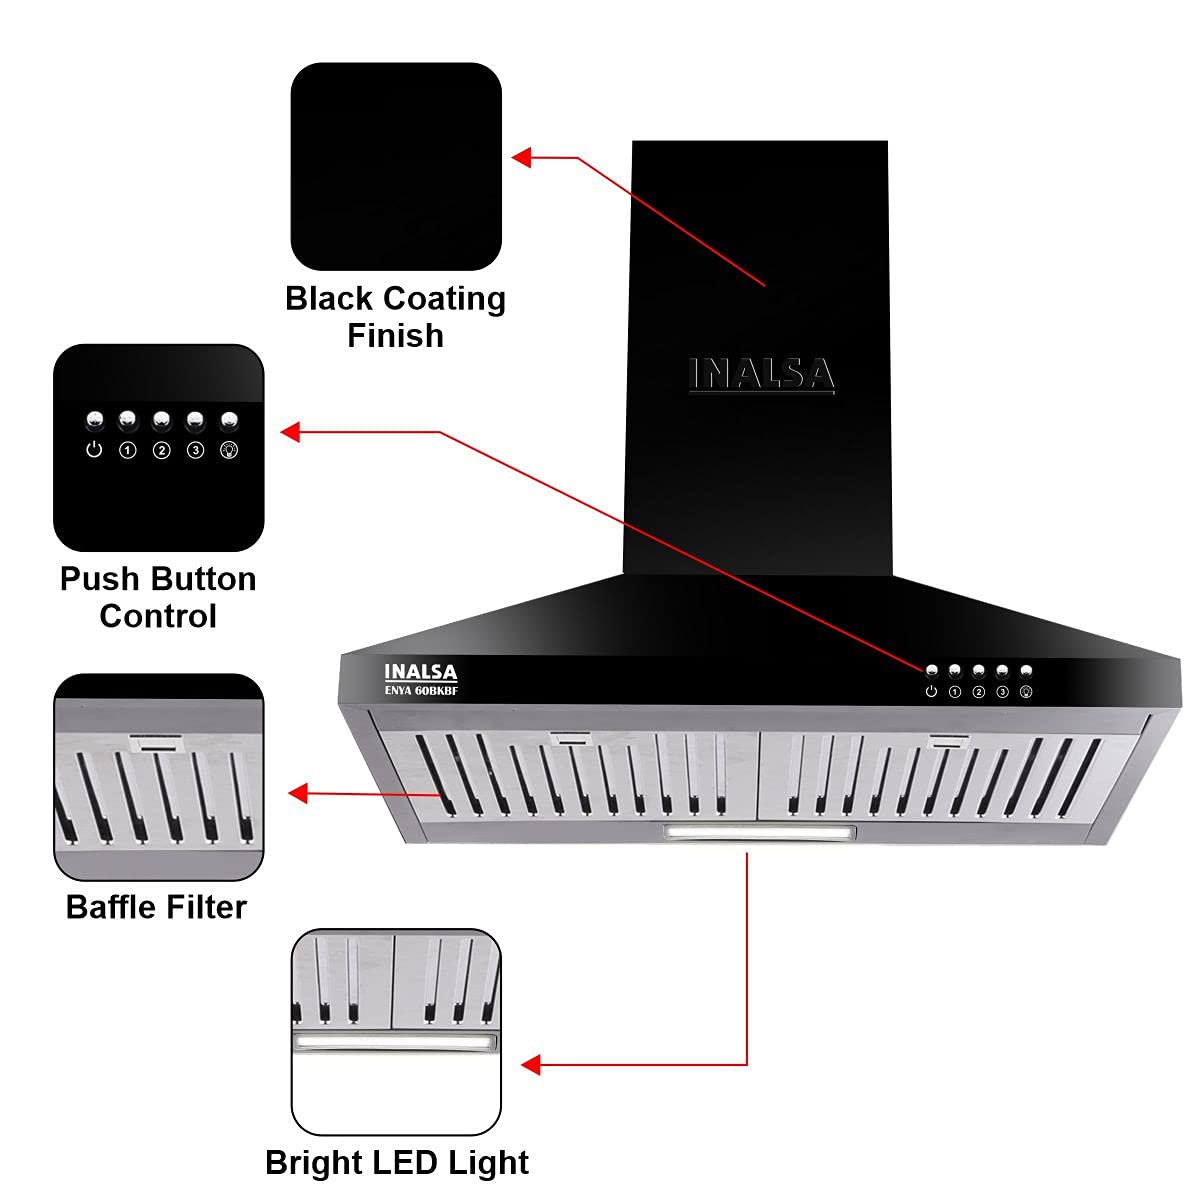 Black Coating
Finish
INALSA
1 2 3
Push Button
Control
INALSA
ENYA 60BKBF
1 2 3
Baffle Filter
Bright LED Light